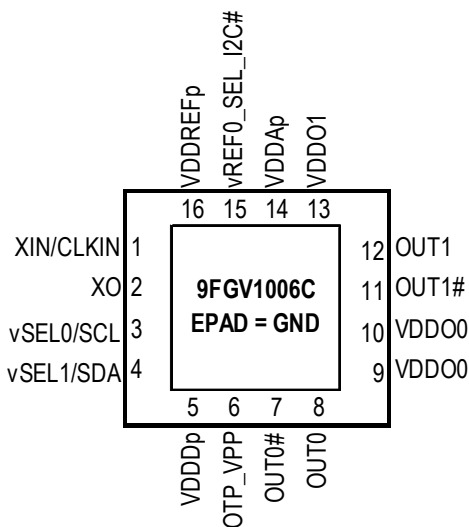 VDDREFp
vREF0_SEL_I2C#
VDDAp
VDDO1
16 15 14 13
XIN/CLKIN 1
XO 2
vSEL0/SCL 3
vSEL1/SDA 4
9FGV1006C
EPAD = GND
12 OUT1
11 OUT1#
10 VDDO0
9 VDDO0
5 6 7 8
VDDDp
OTP_VPP
OUT0#
OUT0